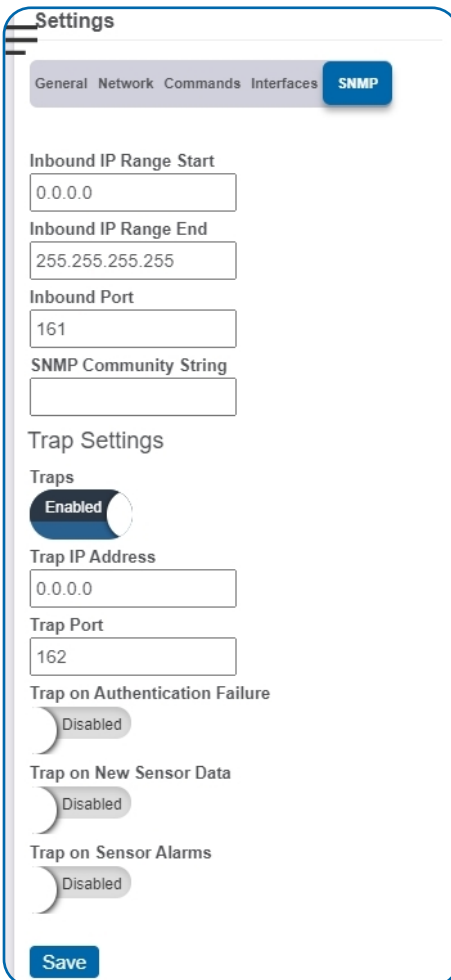 Settings
General Network Commands Interfaces SNMP
Inbound IP Range Start
0.0.0.0
Inbound IP Range End
255.255.255.255
Inbound Port
161
SNMP Community String
Trap Settings
Traps
Enabled
Trap IP Address
0.0.0.0
Trap Port
162
Trap on Authentication Failure
Disabled
Trap on New Sensor Data
Disabled
Trap on Sensor Alarms
Disabled
Save